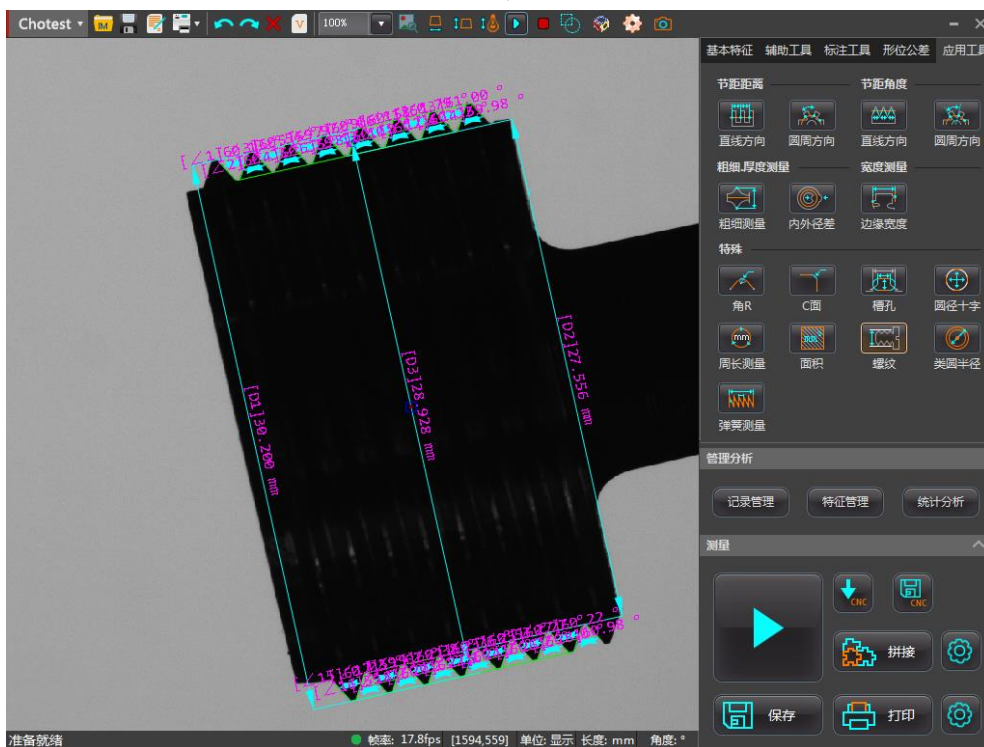 Chotest
IM
V
100%
基本特征 辅助工具 标注工具 形位公差 应用工具
节距距离 节距角度
直线方向 圆周方向 直线方向 圆周方向
粗细.厚度测量 宽度测量
粗细测量 内外径差 边缘宽度
特殊
角R C面 槽孔 圆径十字
mm
周长测量 面积 螺纹 类圆半径
弹簧测量
管理分析
记录管理 特征管理 统计分析
测量
CNC CNC
拼接
保存 打印
[D1]30.200 mm
[D3]28.928 mm
[D2]27.556 mm
准备就绪 帧率: 17.8fps [1594,559] 单位: 显示 长度: mm 角度: °